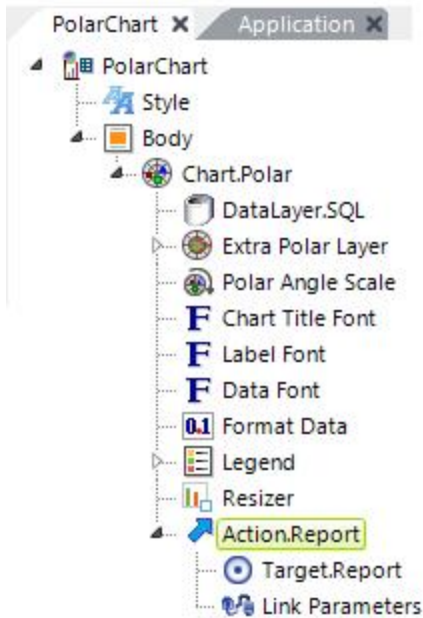 PolarChart Application
PolarChart
Style
Body
Chart.Polar
DataLayer.SQL
Extra Polar Layer
Polar Angle Scale
F Chart Title Font
F Label Font
F Data Font
0.1 Format Data
Legend
Resizer
Action.Report
Target.Report
Link Parameters